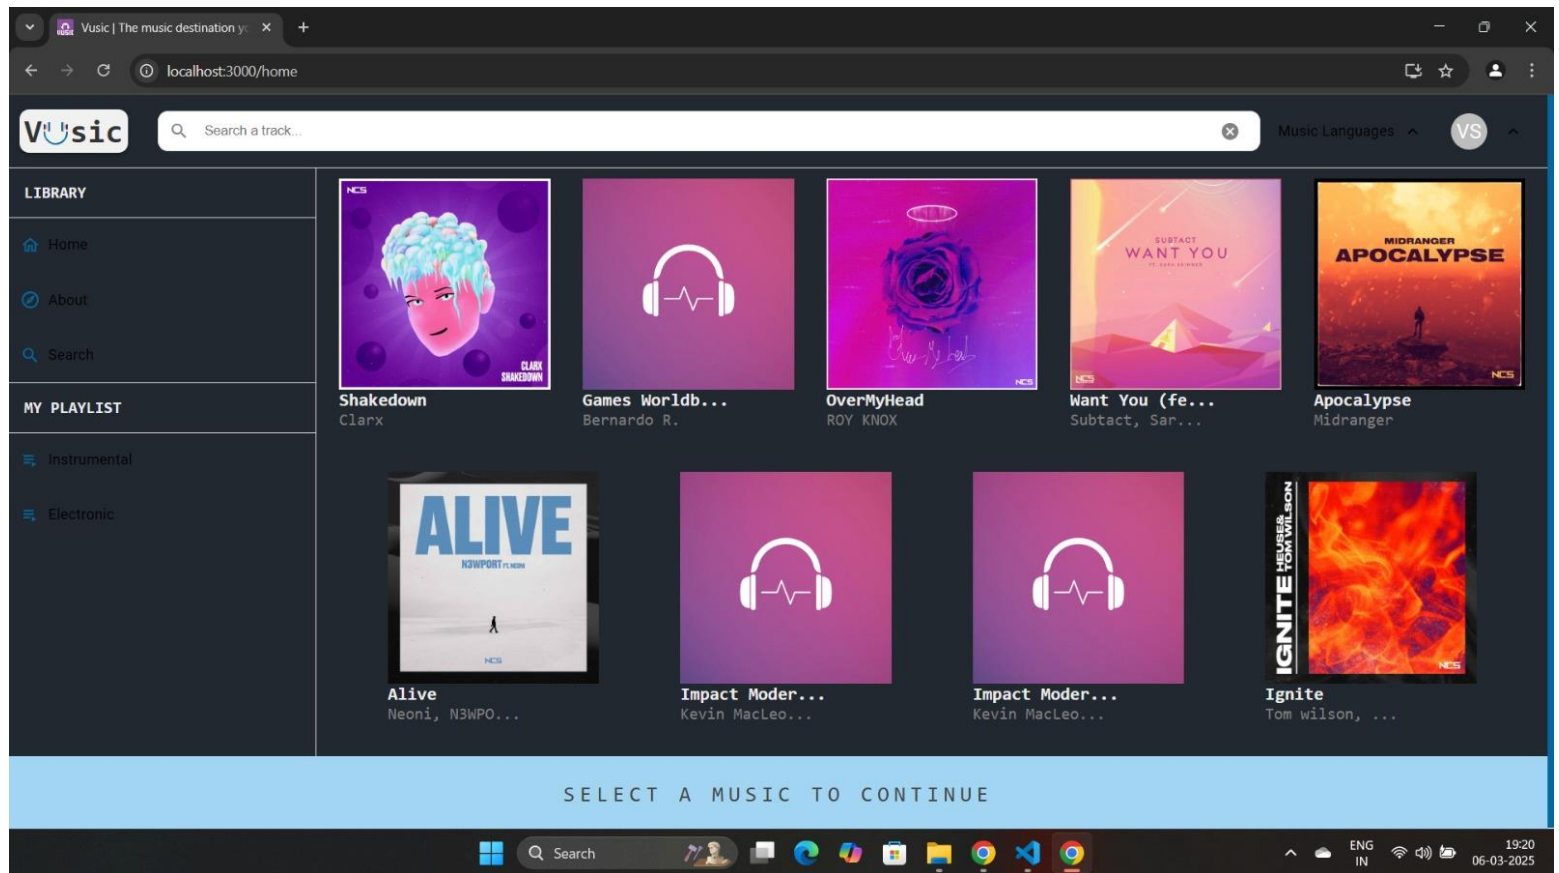 Vusic | The music destination yo
localhost:3000/home
Vusic
Search a track...
Music Languages
VS
LIBRARY
Home
About
Search
MY PLAYLIST
Instrumental
Electronic
NCS
CLARX
SHAKEDOWN
Shakedown
Clarx
Games Worldb...
Bernardo R.
NCS
OverMyHead
ROY KNOX
SUBTACT
WANT YOU
NCS
Want You (fe...
Subtact, Sar...
MIDRANGER
APOCALYPSE
NCS
Apocalypse
Midranger
ALIVE
N3WPORT FT. NEONI
NCS
Alive
Neoni, N3WPO...
Impact Moder...
Kevin MacLeo...
Impact Moder...
Kevin MacLeo...
IGNITE HEUSE&
TOM WILSON
NCS
Ignite
Tom wilson, ...
SELECT A MUSIC TO CONTINUE
Search
ENG
IN
19:20
06-03-2025